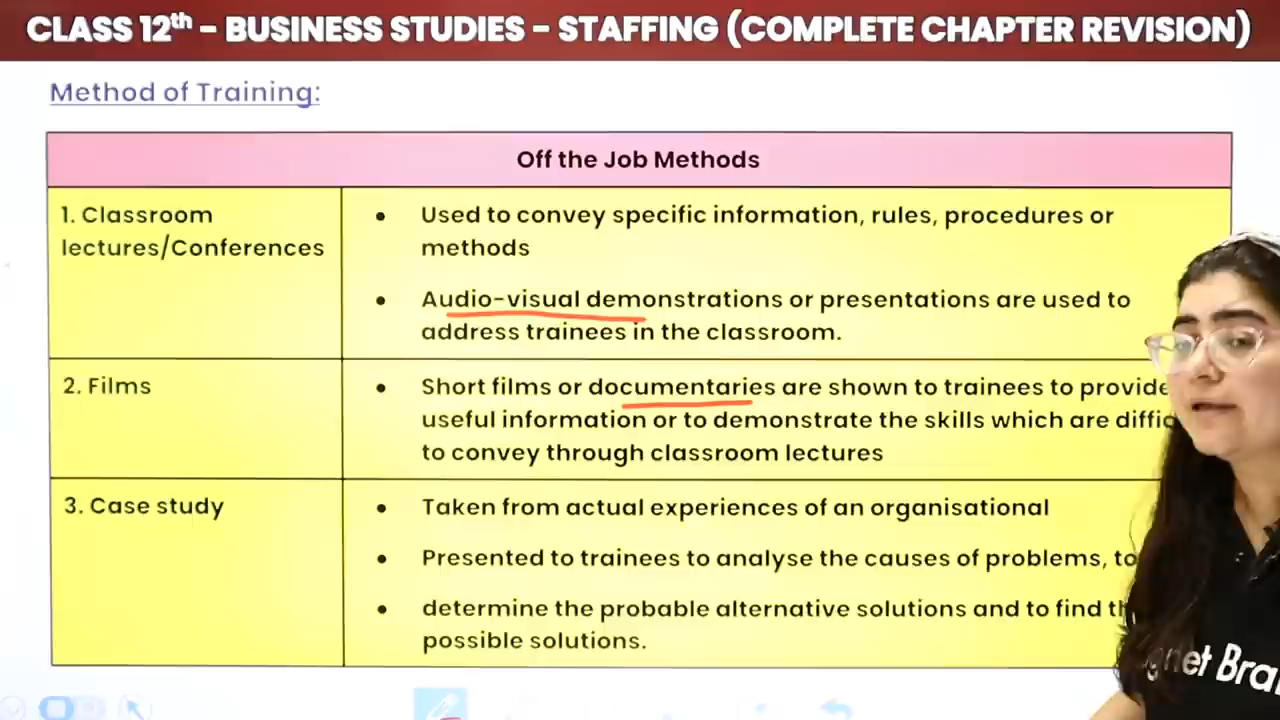 CLASS 12th - BUSINESS STUDIES - STAFFING (COMPLETE CHAPTER REVISION)
Method of Training:
Off the Job Methods
1. Classroom
lectures/Conferences
• Used to convey specific information, rules, procedures or
methods
• Audio-visual demonstrations or presentations are used to
address trainees in the classroom.
2. Films
• Short films or documentaries are shown to trainees to provide
useful information or to demonstrate the skills which are
to convey through classroom lectures
3. Case study
• Taken from actual experiences of an organisational
• Presented to trainees to analyse the causes of problems, to
• determine the probable alternative solutions and to find
possible solutions.